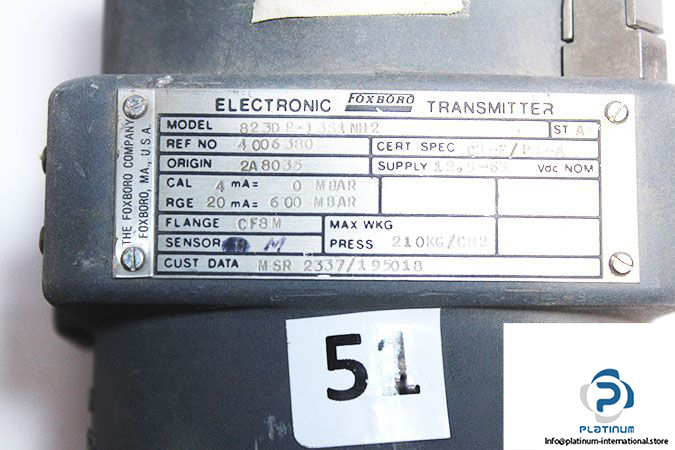 ELECTRONIC FOXBORO TRANSMITTER
THE FOXBORO COMPANY
FOXBORO, MA., U.S.A.
MODEL ST
REF NO 4006380 CERT SPEC
ORIGIN 2A8035 SUPPLY Vdc NOM
CAL 4 mA= 0 MBAR
RGE 20 mA= 600 MBAR
FLANGE CF8M MAX WKG
SENSOR M PRESS 210KG/CM2
CUST DATA MSR 2337/195018
51
PLATINUM
Info@platinum-international.store